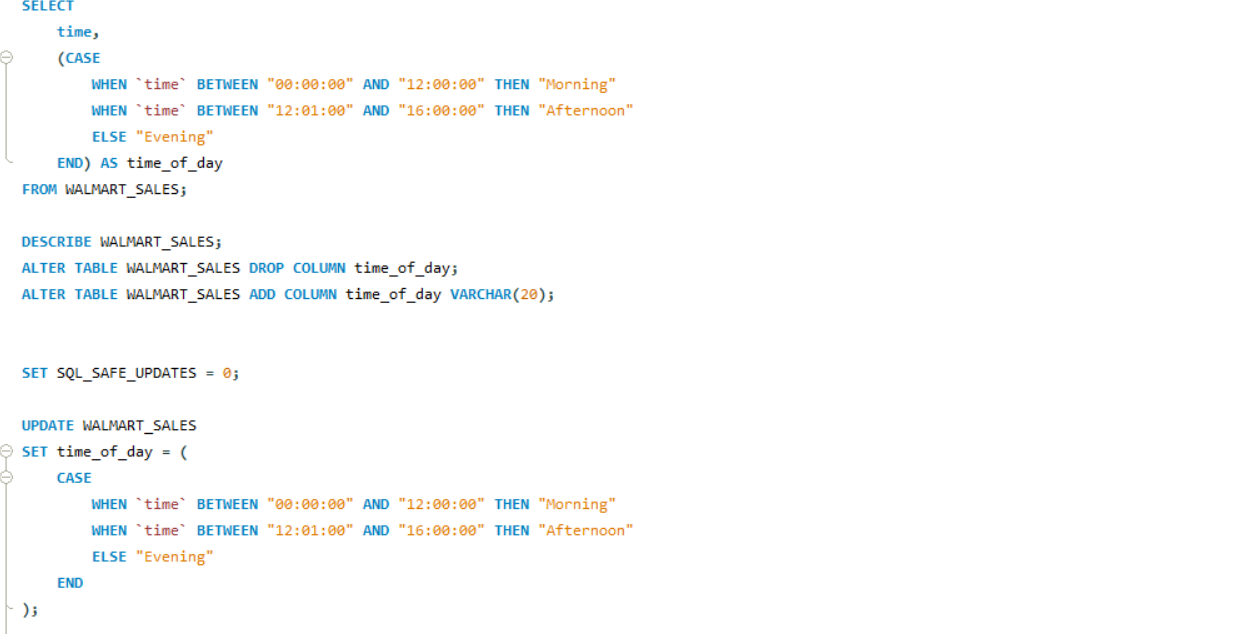 SELECT
time,
(CASE
WHEN `time` BETWEEN "00:00:00" AND "12:00:00" THEN "Morning"
WHEN `time` BETWEEN "12:01:00" AND "16:00:00" THEN "Afternoon"
ELSE "Evening"
END) AS time_of_day
FROM WALMART_SALES;
DESCRIBE WALMART_SALES;
ALTER TABLE WALMART_SALES DROP COLUMN time_of_day;
ALTER TABLE WALMART_SALES ADD COLUMN time_of_day VARCHAR(20);
SET SQL_SAFE_UPDATES = 0;
UPDATE WALMART_SALES
SET time_of_day = (
CASE
WHEN `time` BETWEEN "00:00:00" AND "12:00:00" THEN "Morning"
WHEN `time` BETWEEN "12:01:00" AND "16:00:00" THEN "Afternoon"
ELSE "Evening"
END
);